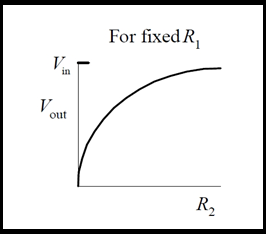 For fixed R₁
Vᵢₙ
Vₒᵤₜ
R₂